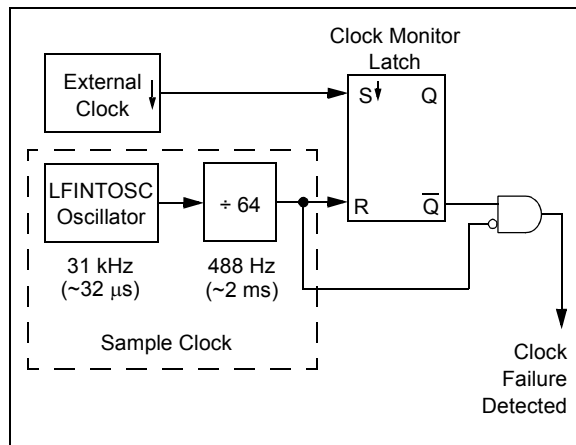 Clock Monitor
Latch
External
Clock
S
Q
LFINTOSC
Oscillator
÷ 64
R
Q̅
31 kHz
(~32 μs)
488 Hz
(~2 ms)
Sample Clock
Clock
Failure
Detected